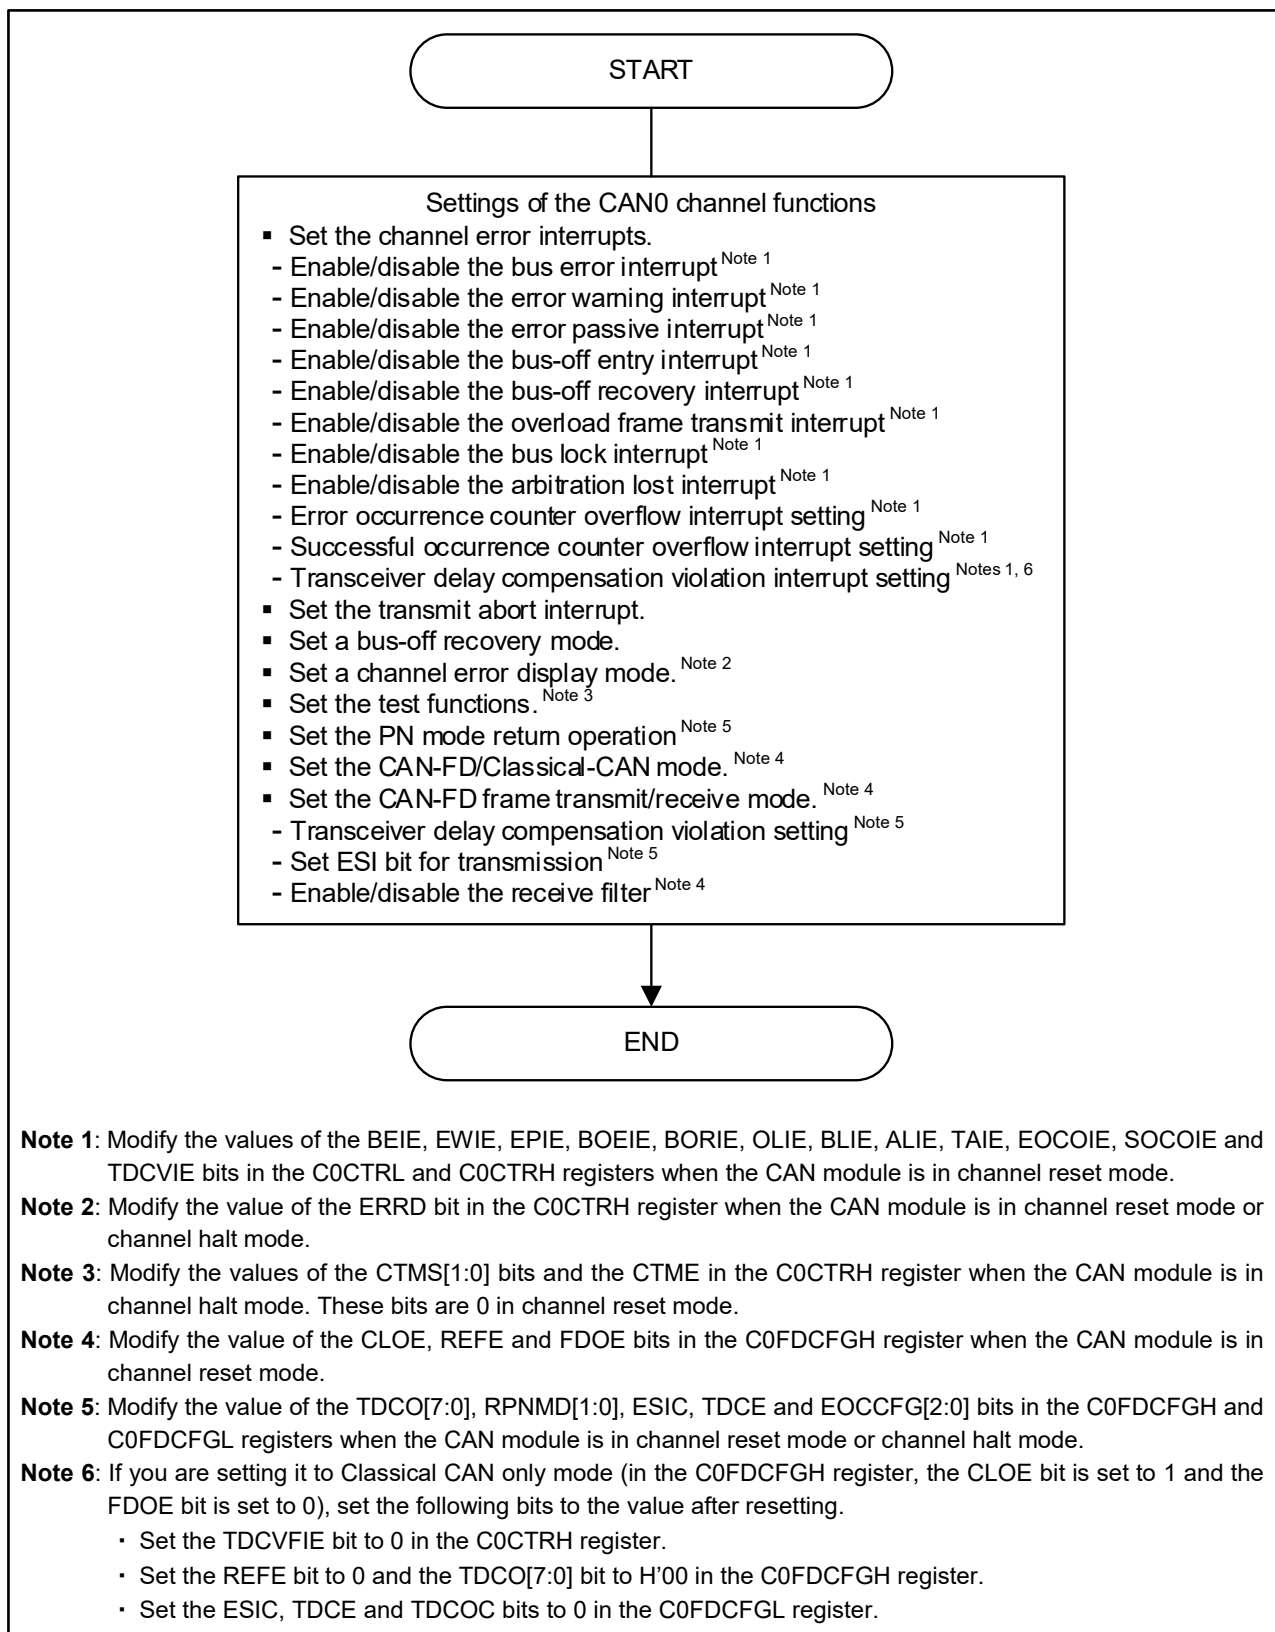 START
Settings of the CAN0 channel functions
▪ Set the channel error interrupts.
- Enable/disable the bus error interrupt Note 1
- Enable/disable the error warning interrupt Note 1
- Enable/disable the error passive interrupt Note 1
- Enable/disable the bus-off entry interrupt Note 1
- Enable/disable the bus-off recovery interrupt Note 1
- Enable/disable the overload frame transmit interrupt Note 1
- Enable/disable the bus lock interrupt Note 1
- Enable/disable the arbitration lost interrupt Note 1
- Error occurrence counter overflow interrupt setting Note 1
- Successful occurrence counter overflow interrupt setting Note 1
- Transceiver delay compensation violation interrupt setting Notes 1, 6
▪ Set the transmit abort interrupt.
▪ Set a bus-off recovery mode.
▪ Set a channel error display mode. Note 2
▪ Set the test functions. Note 3
▪ Set the PN mode return operation Note 5
▪ Set the CAN-FD/Classical-CAN mode. Note 4
▪ Set the CAN-FD frame transmit/receive mode. Note 4
- Transceiver delay compensation violation setting Note 5
- Set ESI bit for transmission Note 5
- Enable/disable the receive filter Note 4
END
Note 1: Modify the values of the BEIE, EWIE, EPIE, BOEIE, BORIE, OLIE, BLIE, ALIE, TAIE, EOCOIE, SOCOIE and
TDCVIE bits in the C0CTRL and C0CTRH registers when the CAN module is in channel reset mode.
Note 2: Modify the value of the ERRD bit in the C0CTRH register when the CAN module is in channel reset mode or
channel halt mode.
Note 3: Modify the values of the CTMS[1:0] bits and the CTME in the C0CTRH register when the CAN module is in
channel halt mode. These bits are 0 in channel reset mode.
Note 4: Modify the value of the CLOE, REFE and FDOE bits in the C0FDCFGH register when the CAN module is in
channel reset mode.
Note 5: Modify the value of the TDCO[7:0], RPNMD[1:0], ESIC, TDCE and EOCCFG[2:0] bits in the C0FDCFGH and
C0FDCFGL registers when the CAN module is in channel reset mode or channel halt mode.
Note 6: If you are setting it to Classical CAN only mode (in the C0FDCFGH register, the CLOE bit is set to 1 and the
FDOE bit is set to 0), set the following bits to the value after resetting.
・ Set the TDCVFIE bit to 0 in the C0CTRH register.
・ Set the REFE bit to 0 and the TDCO[7:0] bit to H'00 in the C0FDCFGH register.
・ Set the ESIC, TDCE and TDCOC bits to 0 in the C0FDCFGL register.